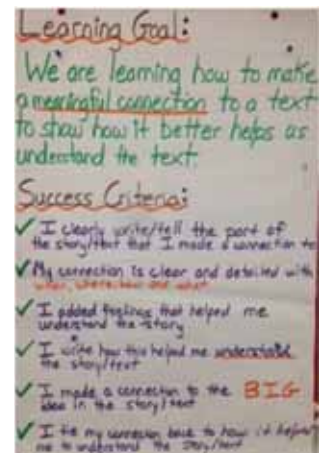 Learning Goal:
We are learning how to make
a meaningful connection to a text
to show how it better helps us
understand the text.
Success Criteria:
✓ I clearly write/tell the part of
the story/text that I made a connection to
✓ My connection is clear and detailed with
who, where, how and what
✓ I added feelings that helped me
understand the story
✓ I write how this helped me understand
the story/text
✓ I made a connection to the BIG
idea in the story/text
✓ I tie my connection back to how it helped
me to understand the story/text